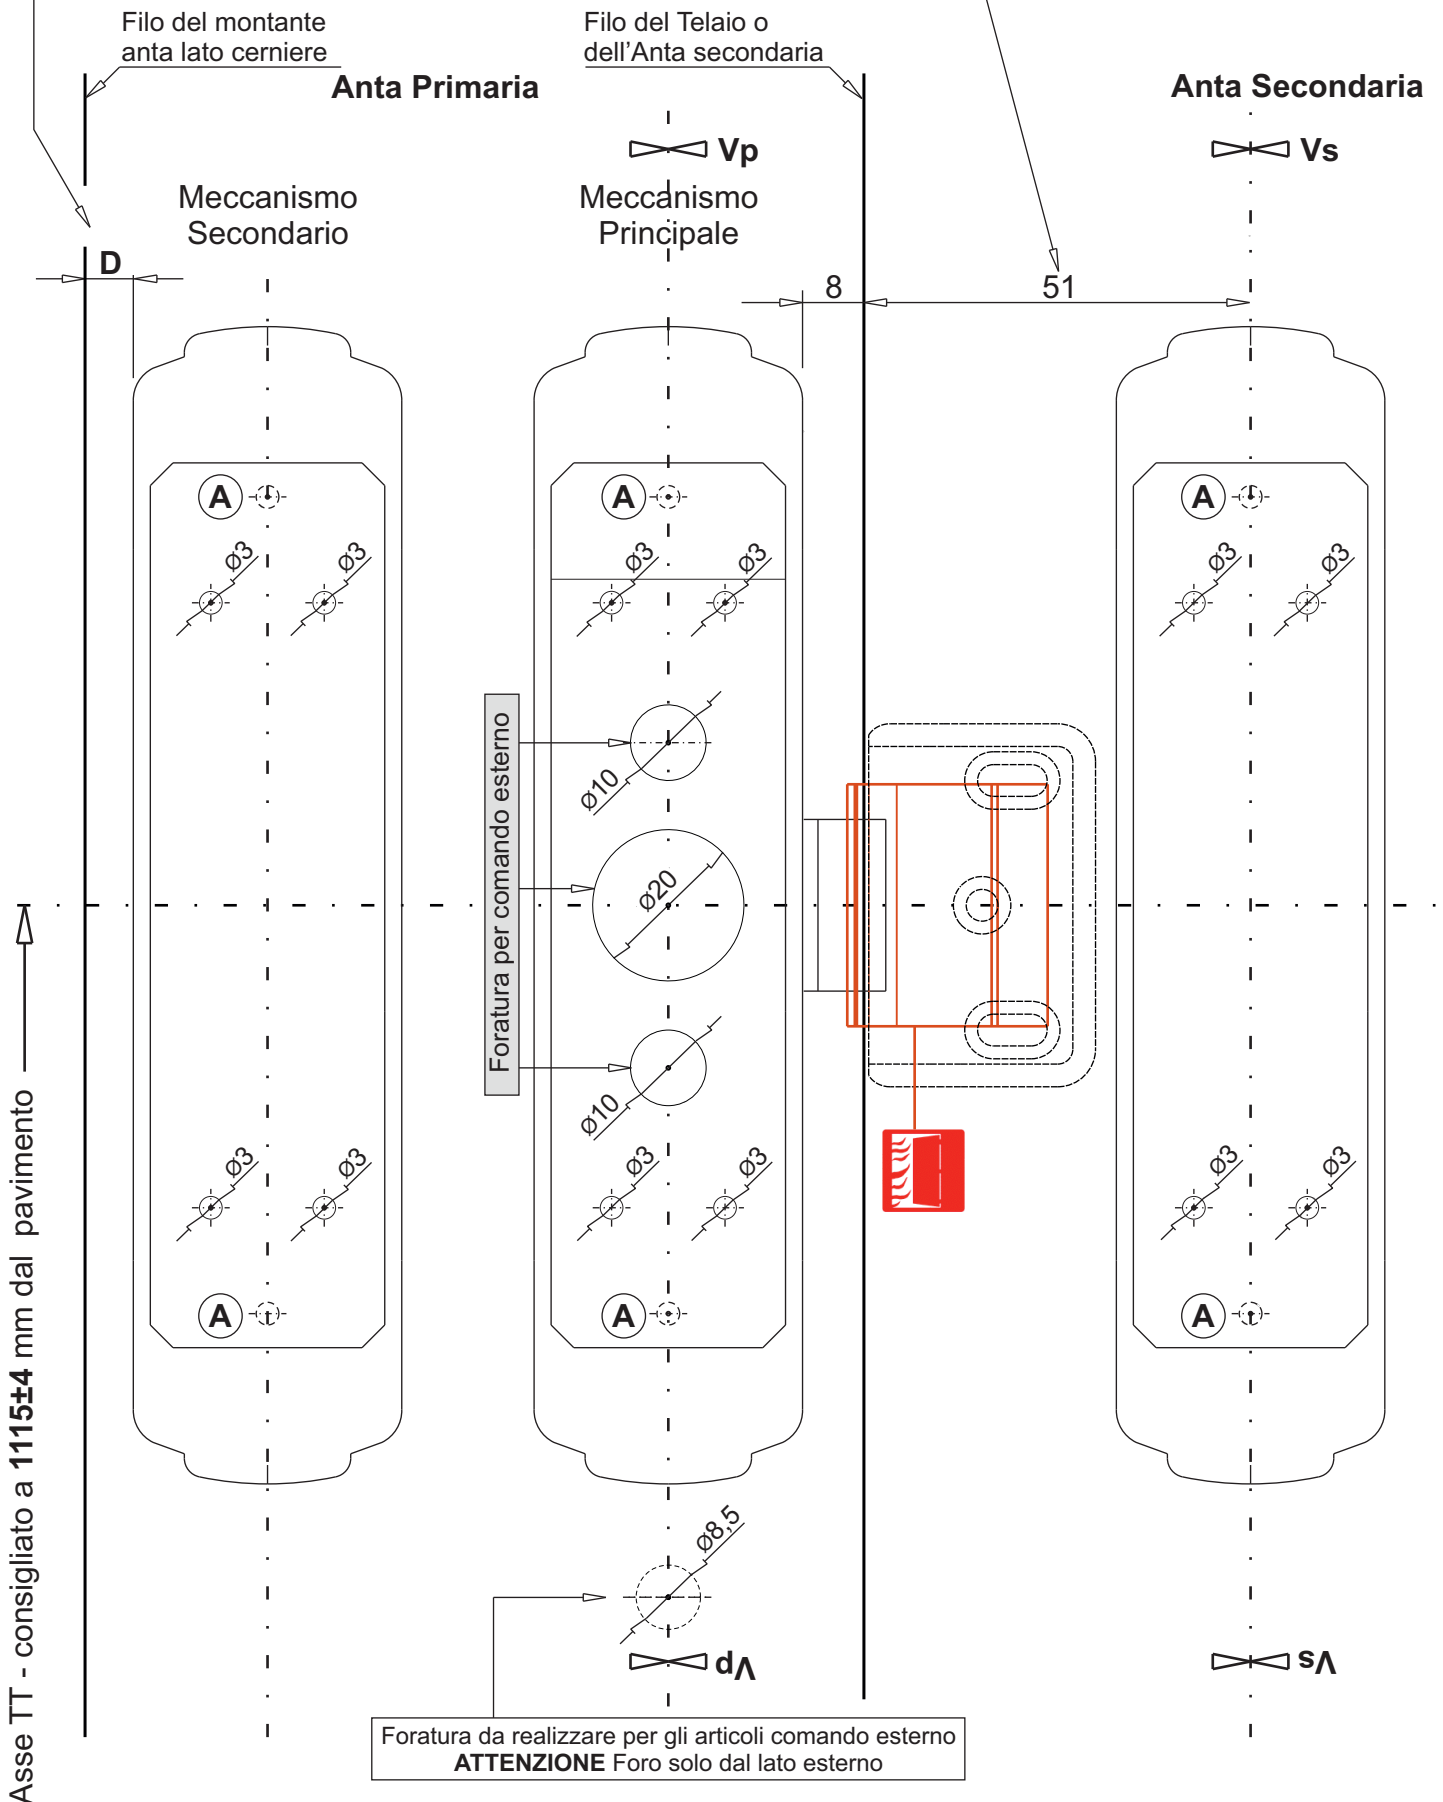 Filo del montante
anta lato cerniere
Filo del Telaio o
dell'Anta secondaria
Anta Primaria
Anta Secondaria
Vp
Vs
Meccanismo
Secondario
Meccanismo
Principale
D
8
51
A
A
A
Ø3
Ø3
Ø3
Ø3
Ø3
Ø3
Foratura per comando esterno
Ø10
Ø20
Ø10
Ø3
Ø3
Ø3
Ø3
Ø3
Ø3
A
A
A
Asse TT - consigliato a 1115±4 mm dal pavimento
Ø8,5
Vp
Vs
Foratura da realizzare per gli articoli comando esterno
ATTENZIONE Foro solo dal lato esterno